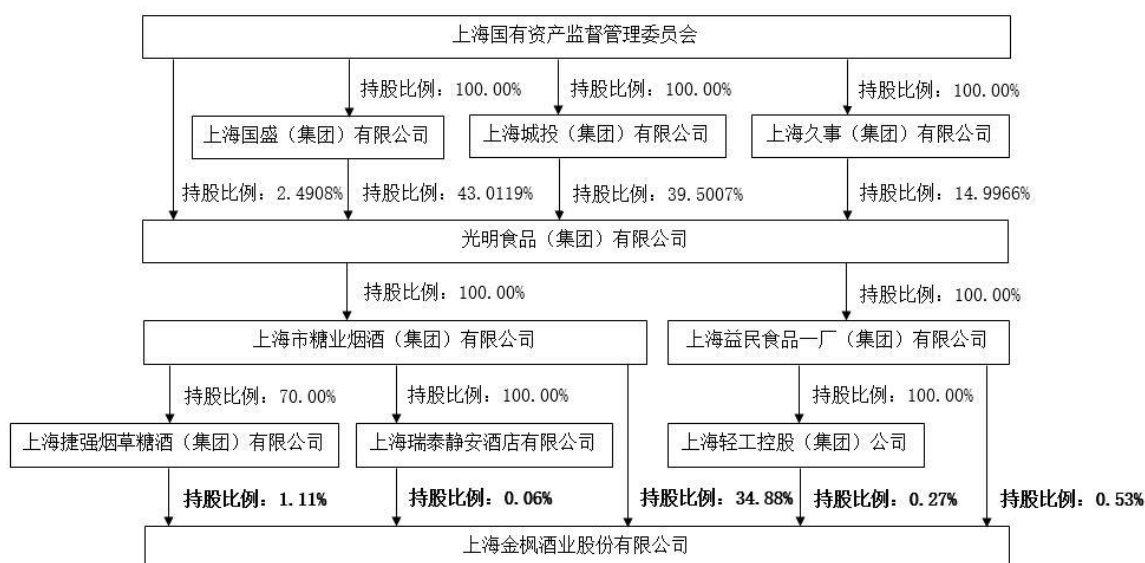 上海国有资产监督管理委员会
持股比例：100.00%
持股比例：100.00%
持股比例：100.00%
上海国盛（集团）有限公司
上海城投（集团）有限公司
上海久事（集团）有限公司
持股比例：2.4908%
持股比例：43.0119%
持股比例：39.5007%
持股比例：14.9966%
光明食品（集团）有限公司
持股比例：100.00%
持股比例：100.00%
上海市糖业烟酒（集团）有限公司
上海益民食品一厂（集团）有限公司
持股比例：70.00%
持股比例：100.00%
持股比例：100.00%
上海捷强烟草糖酒（集团）有限公司
上海瑞泰静安酒店有限公司
上海轻工控股（集团）公司
持股比例：1.11%
持股比例：0.06%
持股比例：34.88%
持股比例：0.27%
持股比例：0.53%
上海金枫酒业股份有限公司